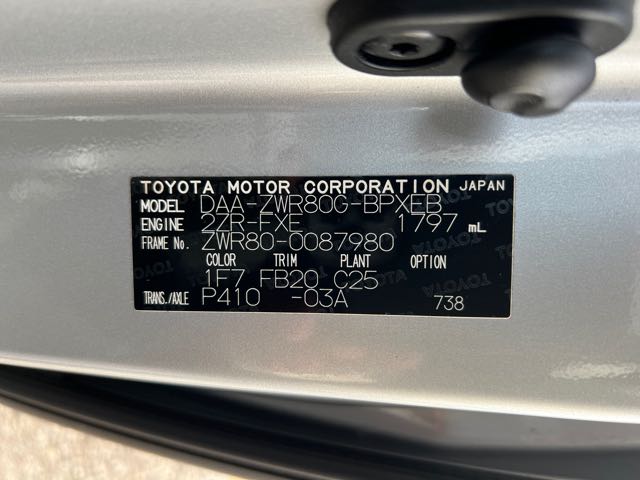 TOYOTA MOTOR CORPORATION JAPAN
MODEL DAA-ZWR80G-BPXEB
ENGINE 2ZR-FXE 1797 mL
FRAME No. ZWR80-0087980
COLOR TRIM PLANT OPTION
1F7 FB20 C25
TRANS./AXLE P410 -03A 738